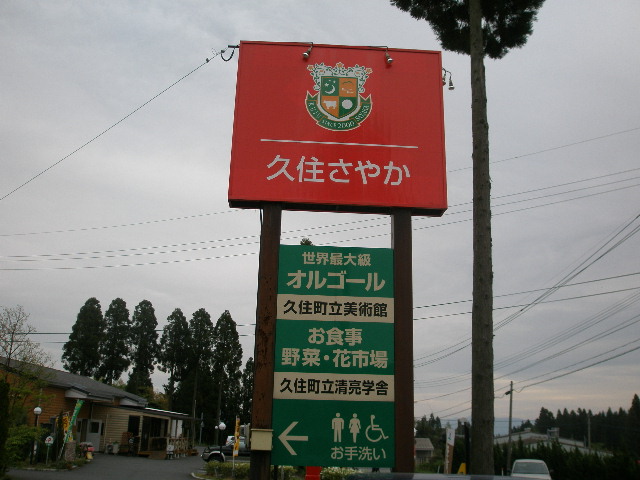 久住さやか
世界最大級
オルゴール
久住町立美術館
お食事
野菜・花市場
久住町立清亮学舎
お手洗い